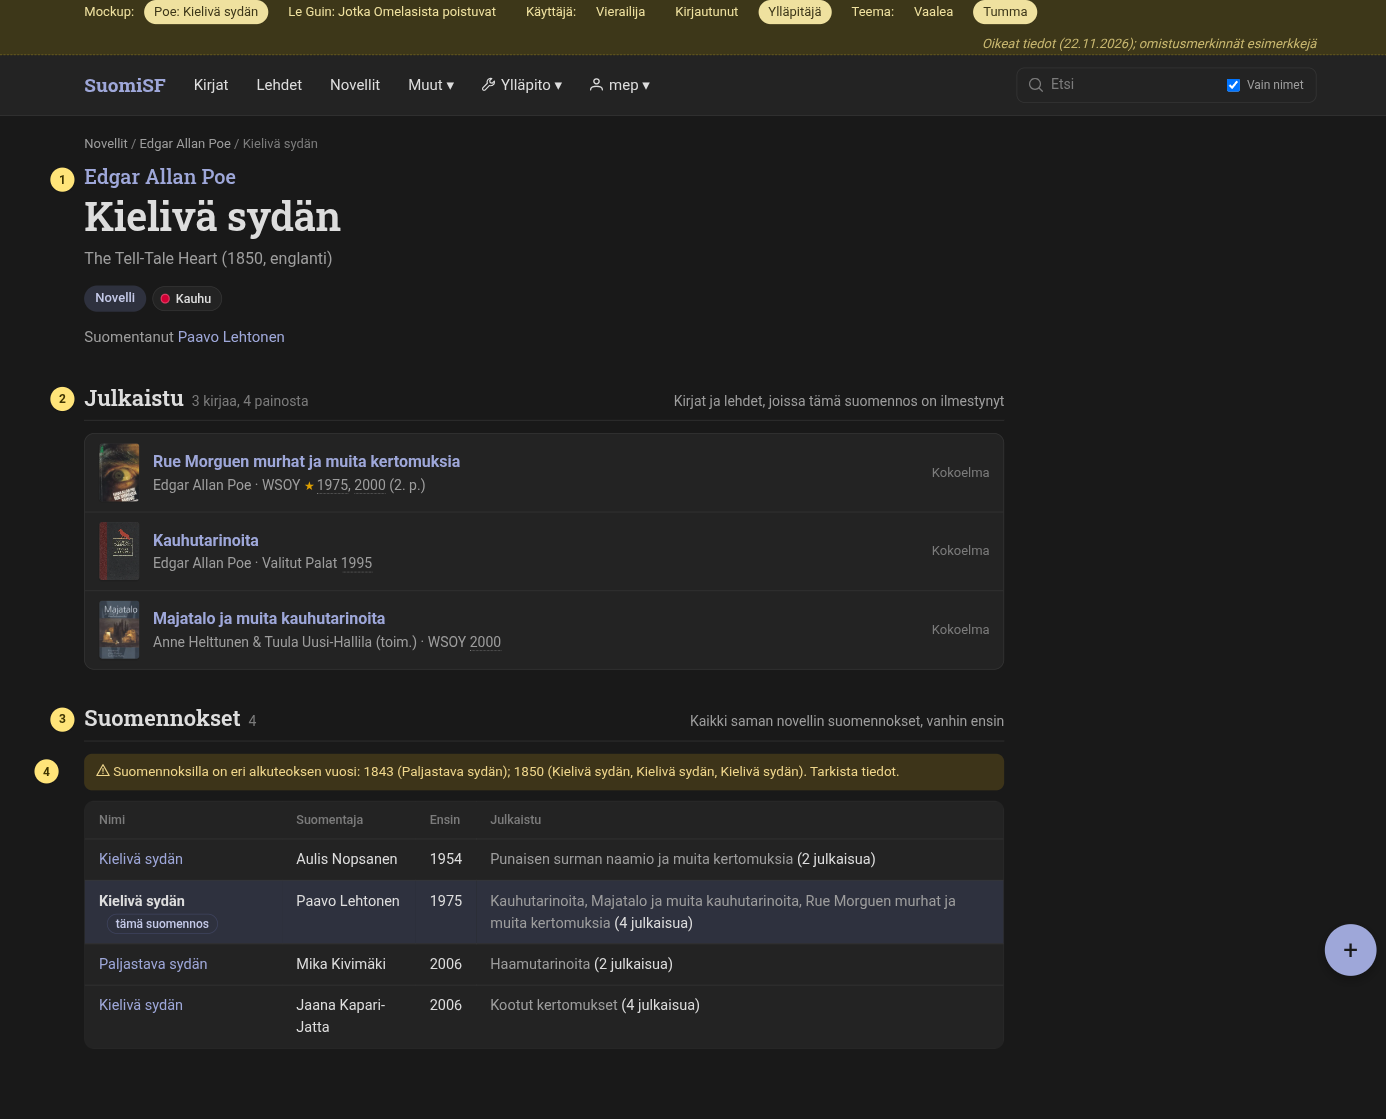 Mockup: Poe: Kielivä sydän Le Guin: Jotka Omelasista poistuvat Käyttäjä: Vierailija Kirjautunut Ylläpitäjä Teema: Vaalea Tumma
Oikeat tiedot (22.11.2026); omistusmerkinnät esimerkkejä
SuomiSF Kirjat Lehdet Novellit Muut ▾ Ylläpito ▾ mep ▾ Etsi Vain nimet
Novellit / Edgar Allan Poe / Kielivä sydän
1 Edgar Allan Poe
Kielivä sydän
The Tell-Tale Heart (1850, englanti)
Novelli Kauhu
Suomentanut Paavo Lehtonen
2 Julkaistu 3 kirjaa, 4 painosta Kirjat ja lehdet, joissa tämä suomennos on ilmestynyt
Rue Morguen murhat ja muita kertomuksia
Edgar Allan Poe · WSOY ★ 1975, 2000 (2. p.)
Kokoelma
Kauhutarinoita
Edgar Allan Poe · Valitut Palat 1995
Kokoelma
Majatalo
Majatalo ja muita kauhutarinoita
Anne Helttunen & Tuula Uusi-Hallila (toim.) · WSOY 2000
Kokoelma
3 Suomennokset 4 Kaikki saman novellin suomennokset, vanhin ensin
4 ⚠ Suomennoksilla on eri alkuteoksen vuosi: 1843 (Paljastava sydän); 1850 (Kielivä sydän, Kielivä sydän, Kielivä sydän). Tarkista tiedot.
Nimi Suomentaja Ensin Julkaistu
Kielivä sydän Aulis Nopsanen 1954 Punaisen surman naamio ja muita kertomuksia (2 julkaisua)
Kielivä sydän Paavo Lehtonen 1975 Kauhutarinoita, Majatalo ja muita kauhutarinoita, Rue Morguen murhat ja
tämä suomennos muita kertomuksia (4 julkaisua)
Paljastava sydän Mika Kivimäki 2006 Haamutarinoita (2 julkaisua)
Kielivä sydän Jaana Kapari- 2006 Kootut kertomukset (4 julkaisua)
Jatta
+